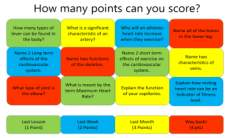 How many points can you score?
How many types of
lever can be found in
the body?
What is a significant
characteristic of an
artery?
Why will an athletes
heart rate increase
when they exercise?
Name all of the bones
in the lower leg.
Name 2 Long term
effects of the
cardiovascular
system.
Name two functions
of the skeleton.
Name 2 short term
effects of exercise on
the cardiovascular
system.
Name two
characteristics of
veins.
What type of joint is
the elbow?
What is meant by the
term (Maximum Heart
Rate)?
Explain the function
of your capillaries.
Explain how resting
heart rate can be an
indicator of fitness
level.
Last Lesson
(1 Point)
Last Week
(2 Points)
Last Month
(3 Points)
Way back!
(4 pts)